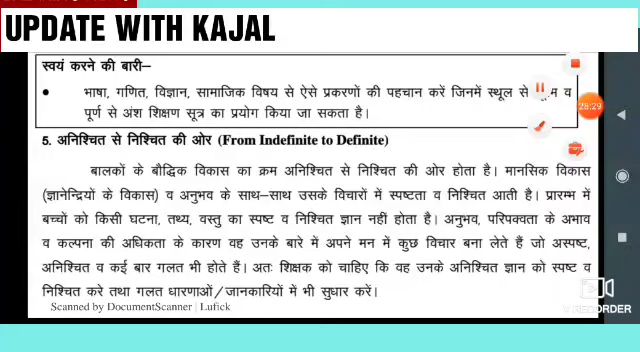 UPDATE WITH KAJAL
स्वयं करने की बारी–
• भाषा, गणित, विज्ञान, सामाजिक विषय से ऐसे प्रकरणों की पहचान करें जिनमें स्थूल से व
पूर्ण से अंश शिक्षण सूत्र का प्रयोग किया जा सकता है।
28:29
5. अनिश्चित से निश्चित की ओर (From Indefinite to Definite)
बालकों के बौद्धिक विकास का क्रम अनिश्चित से निश्चित की ओर होता है। मानसिक विकास
(ज्ञानेन्द्रियों के विकास) व अनुभव के साथ–साथ उसके विचारों में स्पष्टता व निश्चित आती है। प्रारम्भ में
बच्चों को किसी घटना, तथ्य, वस्तु का स्पष्ट व निश्चित ज्ञान नहीं होता है। अनुभव, परिपक्वता के अभाव
व कल्पना की अधिकता के कारण वह उनके बारे में अपने मन में कुछ विचार बना लेते हैं जो अस्पष्ट,
अनिश्चित व कई बार गलत भी होते हैं। अतः शिक्षक को चाहिए कि वह उनके अनिश्चित ज्ञान को स्पष्ट व
निश्चित करे तथा गलत धारणाओं/जानकारियों में भी सुधार करें।
Scanned by DocumentScanner | Lufick
RECORDER